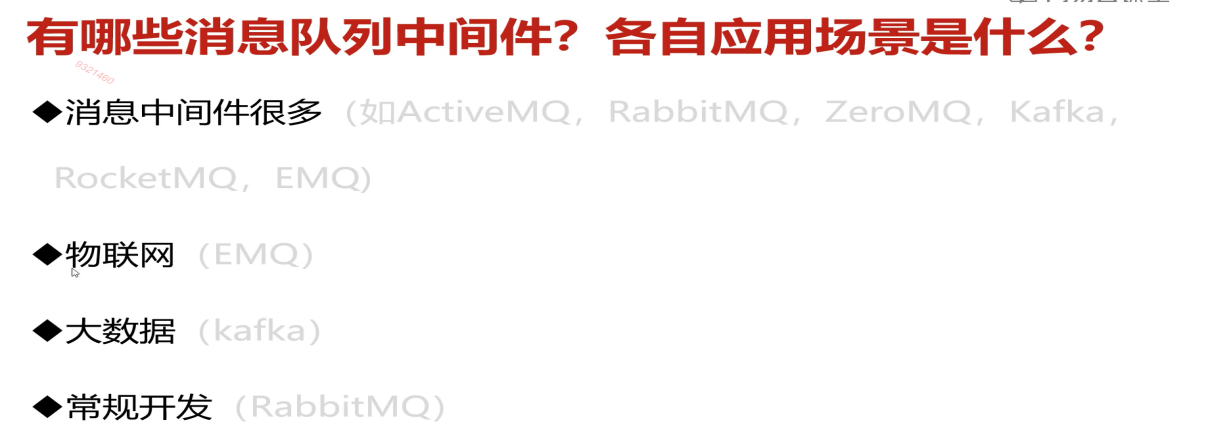 有哪些消息队列中间件？各自应用场景是什么？
9321460
◆消息中间件很多（如ActiveMQ，RabbitMQ，ZeroMQ，Kafka，
RocketMQ，EMQ）
◆物联网（EMQ）
◆大数据（kafka）
◆常规开发（RabbitMQ）